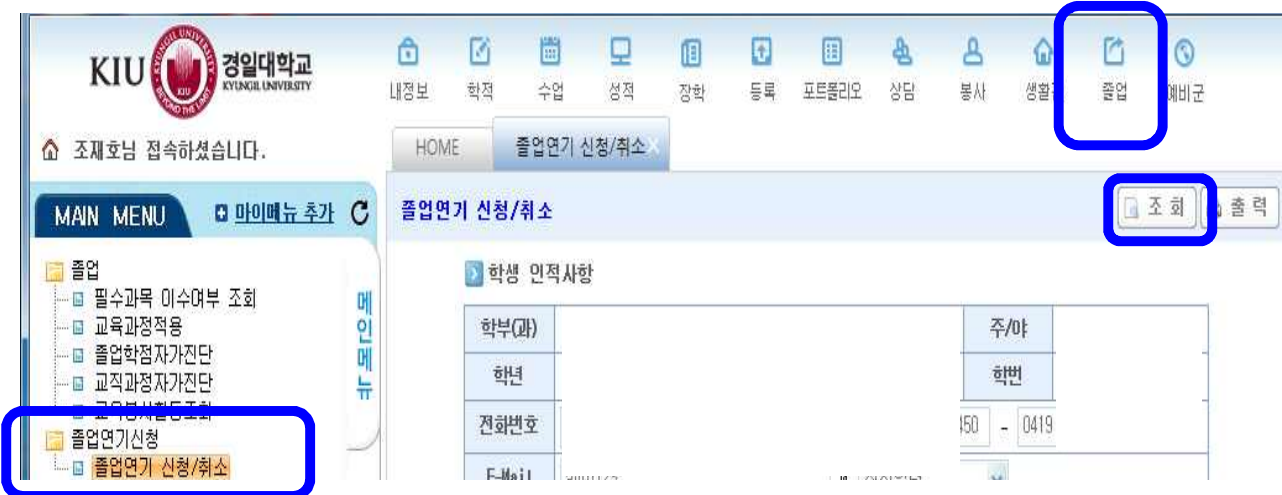 KIU 경일대학교
KYUNGIL UNIVERSITY
내정보 학적 수업 성적 장학 등록 포트폴리오 상담 봉사 생활관 졸업 예비군
조재호님 접속하셨습니다.
HOME 졸업연기 신청/취소
MAIN MENU 마이메뉴 추가
졸업연기 신청/취소 조 회 출 력
메인메뉴
졸업
필수과목 이수여부 조회
교육과정적용
졸업학점자가진단
교직과정자가진단
졸업연기신청
졸업연기 신청/취소
학생 인적사항
학부(과) 주/야
학년 학번
전화번호 450 - 0419
E-Mail